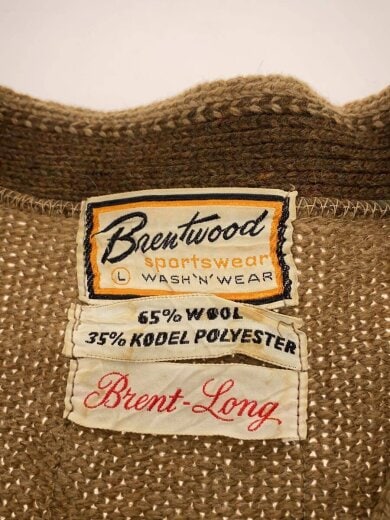 Brentwood
sportswear
L WASH 'N' WEAR
65% WOOL
35% KODEL POLYESTER
Brent-Long